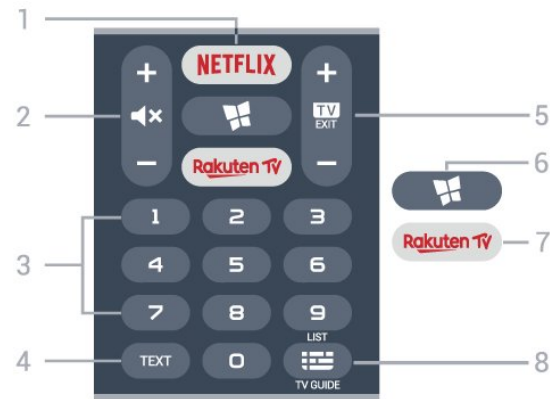 1
NETFLIX
+ +
2
TV
EXIT
5
6
- -
Rakuten TV
Rakuten TV
7
1 2 3
3
4 5 6
7 8 9
LIST
4
TEXT 0
8
TV GUIDE